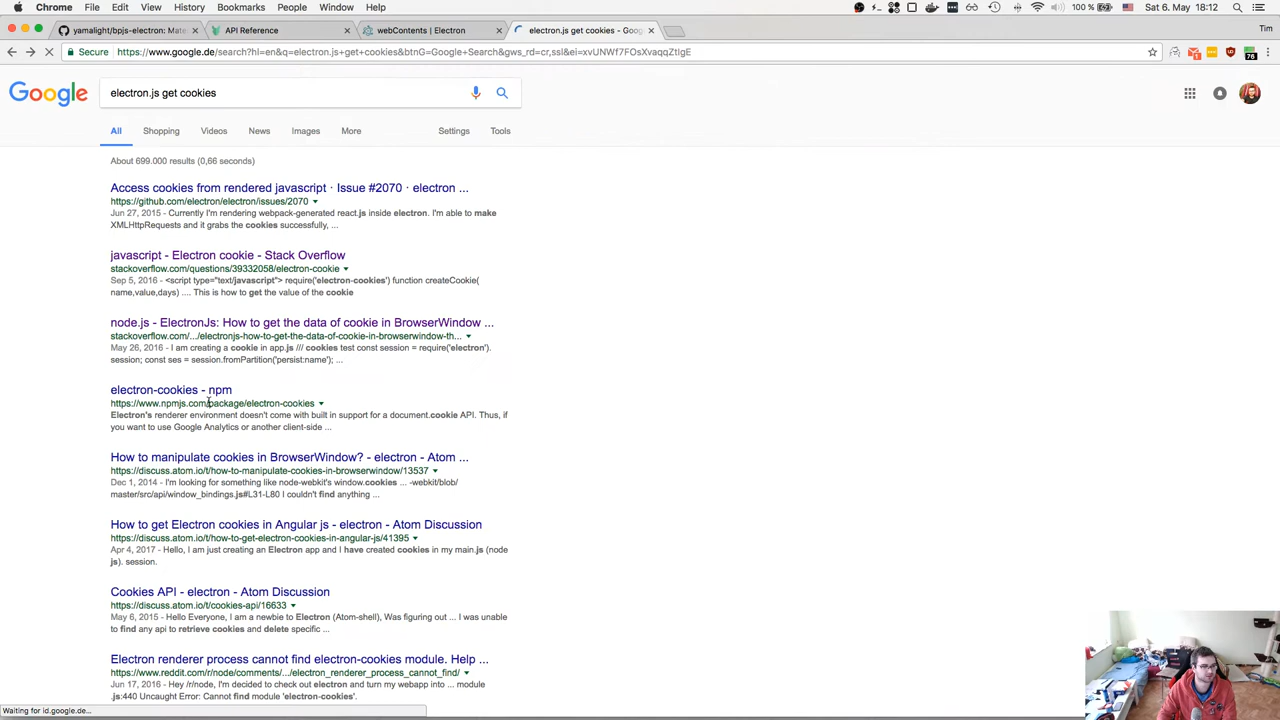 Chrome File Edit View History Bookmarks People Window Help 100 % Sat 6. May 18:12
yamalight/bpjs-electron: Mate API Reference webContents | Electron electron.js get cookies - Goog Tim
Secure https://www.google.de/search?hl=en&q=electron.js+get+cookies&btnG=Google+Search&gws_rd=cr,ssl&ei=xvUNWf7FOsXvaqqZtIgE 76
Google electron.js get cookies
All Shopping Videos News Images More Settings Tools
About 699.000 results (0,66 seconds)
Access cookies from rendered javascript · Issue #2070 · electron ...
https://github.com/electron/electron/issues/2070
Jun 27, 2015 - Currently I'm rendering webpack-generated react.js inside electron. I'm able to make
XMLHttpRequests and it grabs the cookies successfully, ...
javascript - Electron cookie - Stack Overflow
stackoverflow.com/questions/39332058/electron-cookie
Sep 5, 2016 - <script type="text/javascript"> require('electron-cookies') function createCookie(
name,value,days) .... This is how to get the value of the cookie
node.js - ElectronJs: How to get the data of cookie in BrowserWindow ...
stackoverflow.com/.../electronjs-how-to-get-the-data-of-cookie-in-browserwindow-th...
May 26, 2016 - I am creating a cookie in app.js /// cookies test const session = require('electron').
session; const ses = session.fromPartition('persist:name'); ...
electron-cookies - npm
https://www.npmjs.com/package/electron-cookies
Electron's renderer environment doesn't come with built in support for a document.cookie API. Thus, if
you want to use Google Analytics or another client-side ...
How to manipulate cookies in BrowserWindow? - electron - Atom ...
https://discuss.atom.io/t/how-to-manipulate-cookies-in-browserwindow/13537
Dec 1, 2014 - I'm looking for something like node-webkit's window.cookies ... -webkit/blob/
master/src/api/window_bindings.js#L31-L80 I couldn't find anything ...
How to get Electron cookies in Angular js - electron - Atom Discussion
https://discuss.atom.io/t/how-to-get-electron-cookies-in-angular-js/41395
Apr 4, 2017 - Hello, I am just creating an Electron app and I have created cookies in my main.js (node
js). session.
Cookies API - electron - Atom Discussion
https://discuss.atom.io/t/cookies-api/16633
May 6, 2015 - Hello Everyone, I am a newbie to Electron (Atom-shell), Was figuring out ... I was unable
to find any api to retrieve cookies and delete specific ...
Electron renderer process cannot find electron-cookies module. Help ...
https://www.reddit.com/r/node/comments/.../electron_renderer_process_cannot_find/
Jun 17, 2016 - Hey /r/node, I'm decided to check out electron and turn my webapp into ... module
.js:440 Uncaught Error: Cannot find module 'electron-cookies'.
Waiting for id.google.de...